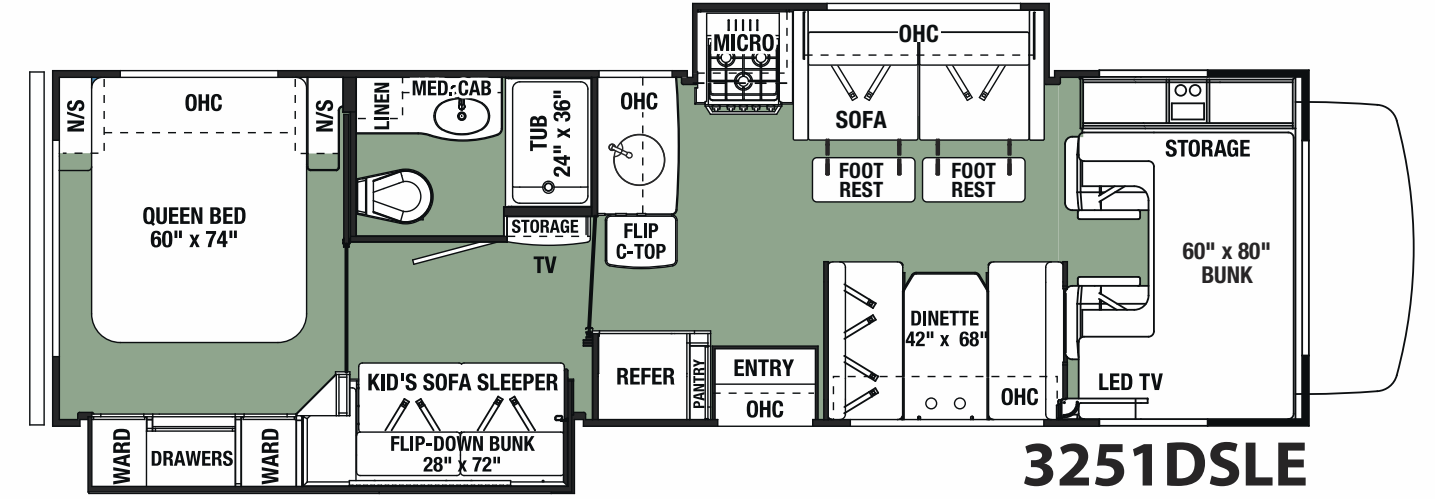 N/S
OHC
N/S
QUEEN BED
60" x 74"
LINEN
MED. CAB
TUB
24" x 36"
STORAGE
TV
OHC
FLIP
C-TOP
MICRO
OHC
SOFA
FOOT
REST
FOOT
REST
STORAGE
60" x 80"
BUNK
LED TV
DINETTE
42" x 68"
OHC
ENTRY
OHC
REFER
PANTRY
KID'S SOFA SLEEPER
FLIP-DOWN BUNK
28" x 72"
WARD
DRAWERS
WARD
3251DSLE